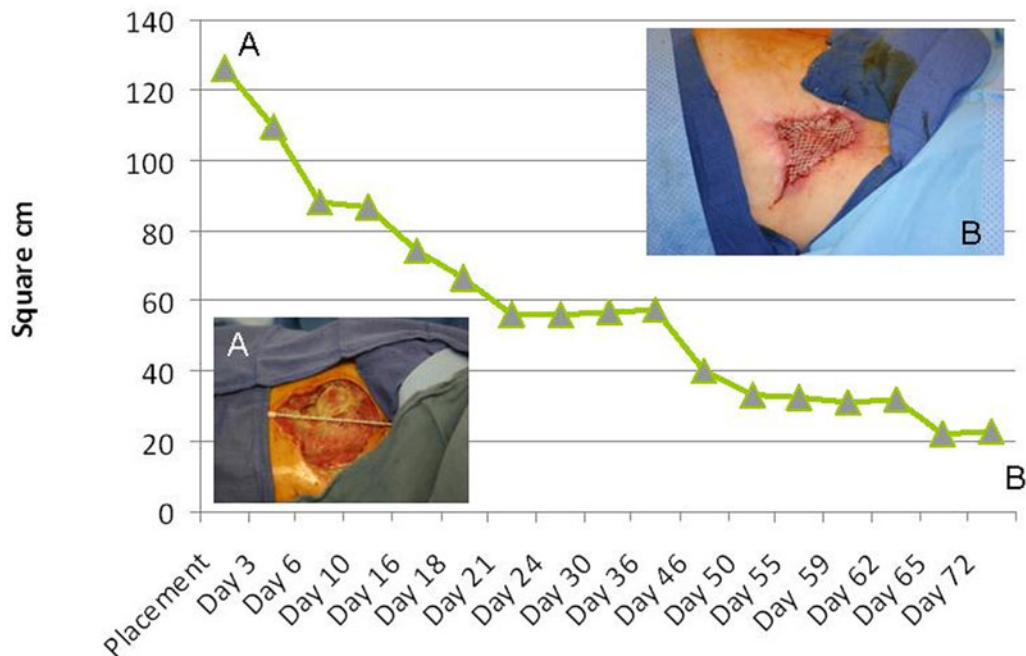 140
120
100
80
60
40
20
0
Square cm
A
B
A
B
Placement
Day 3
Day 6
Day 10
Day 16
Day 18
Day 21
Day 24
Day 30
Day 36
Day 46
Day 50
Day 55
Day 59
Day 62
Day 65
Day 72